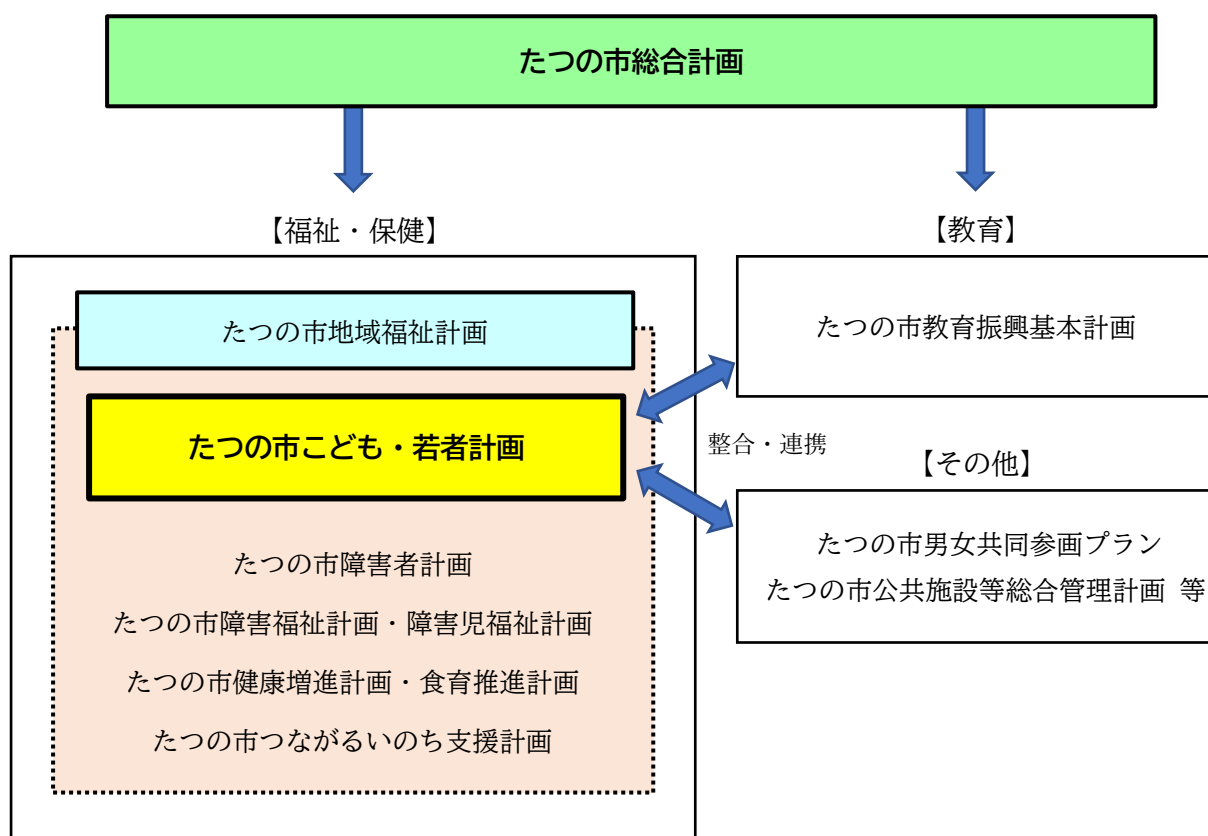 たつの市総合計画
【福祉・保健】
たつの市地域福祉計画
たつの市こども・若者計画
たつの市障害者計画
たつの市障害福祉計画・障害児福祉計画
たつの市健康増進計画・食育推進計画
たつの市つながるいのち支援計画
整合・連携
【教育】
たつの市教育振興基本計画
【その他】
たつの市男女共同参画プラン
たつの市公共施設等総合管理計画 等